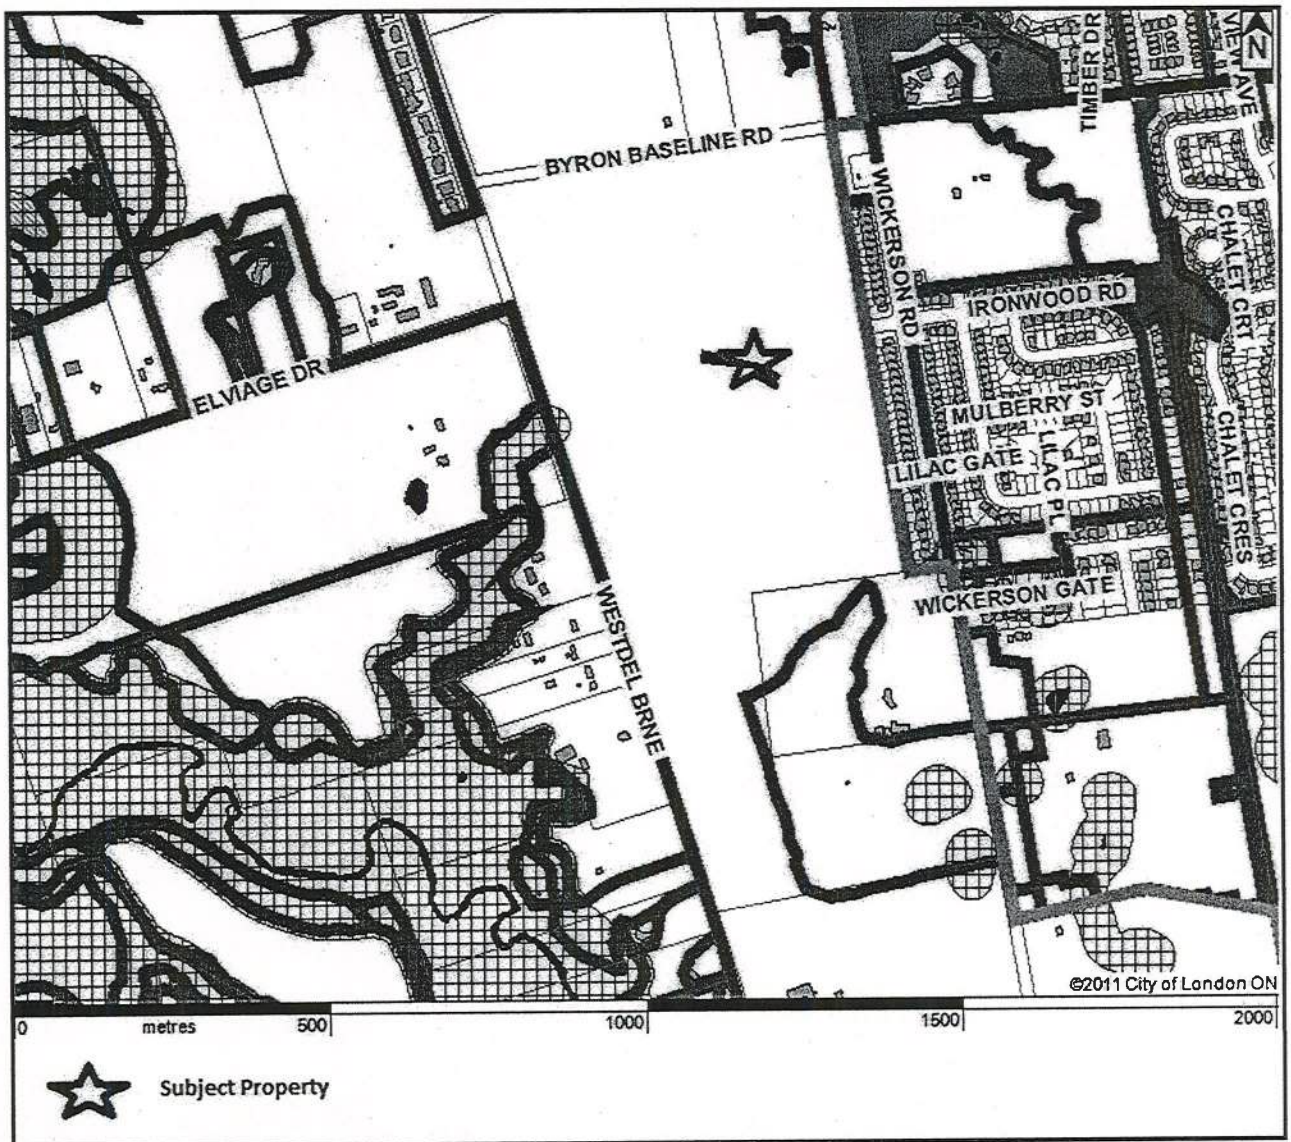 VIEW AVE
TIMBER DR
N
BYRON BASELINE RD
WICKERSON RD
CHALET CRT
IRONWOOD RD
ELVIAGE DR
MULBERRY ST
LILAC GATE
LILAC PL
CHALET CRES
WICKERSON GATE
WESTDEL BRNE
©2011 City of London ON
0 metres 500 1000 1500 2000
Subject Property